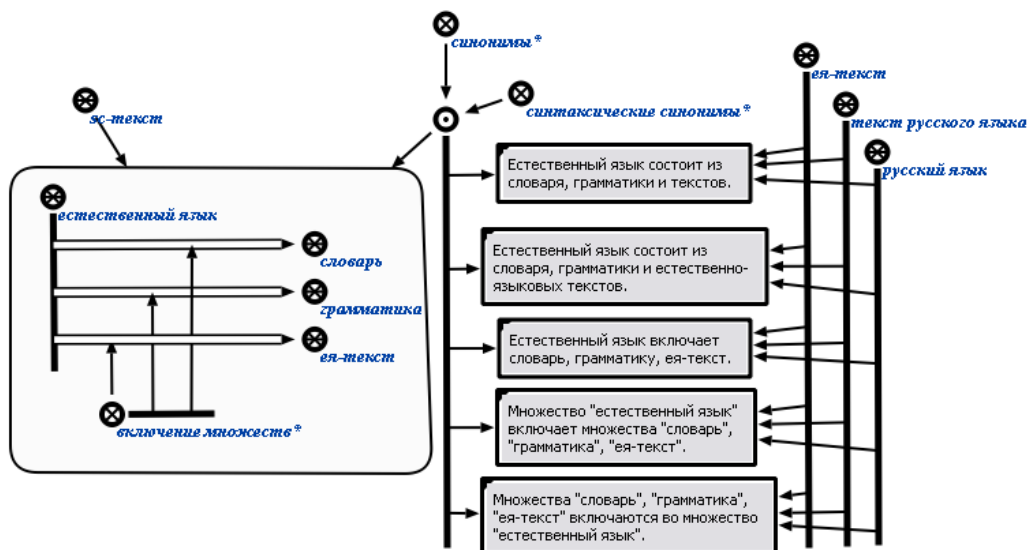 синонимы*
ея-текст
эс-текст
синтаксические синонимы*
текст русского языка
русский язык
Естественный язык состоит из
словаря, грамматики и текстов.
естественный язык
словарь
Естественный язык состоит из
словаря, грамматики и естественно-
языковых текстов.
грамматика
ея-текст
Естественный язык включает
словарь, грамматику, ея-текст.
включение множеств*
Множество "естественный язык"
включает множества "словарь",
"грамматика", "ея-текст".
Множества "словарь", "грамматика",
"ея-текст" включаются во множество
"естественный язык".